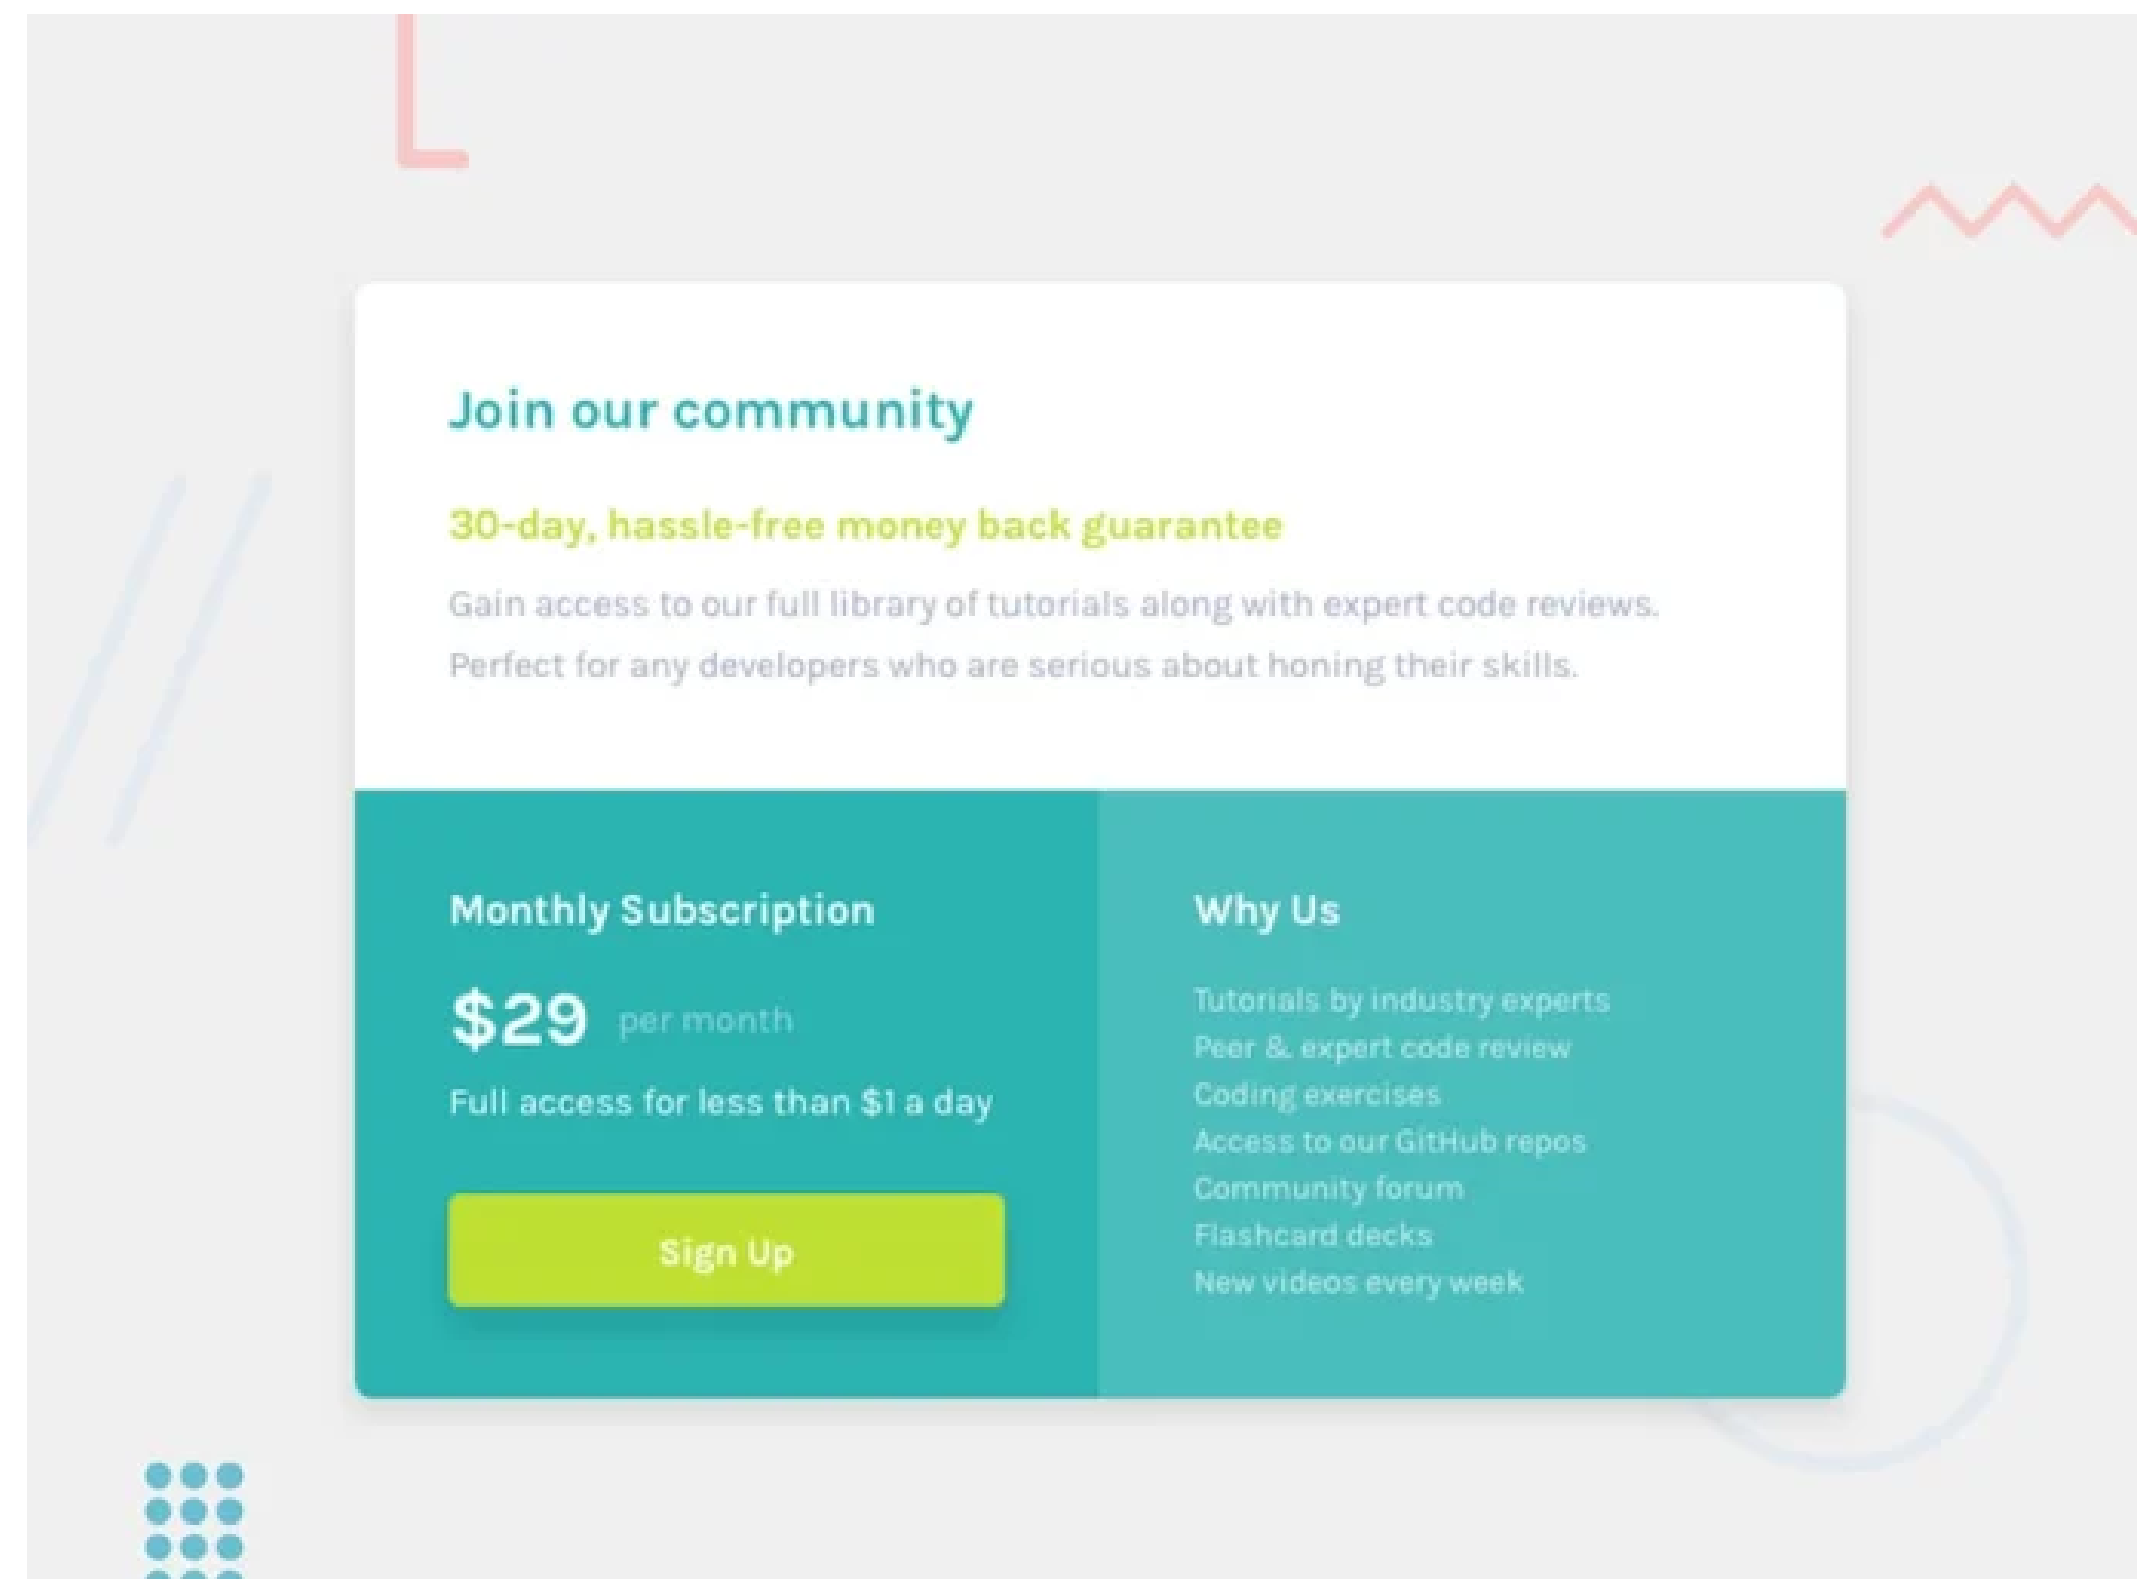 Join our community
30-day, hassle-free money back guarantee
Gain access to our full library of tutorials along with expert code reviews.
Perfect for any developers who are serious about honing their skills.
Monthly Subscription
$29 per month
Full access for less than $1 a day
Sign Up
Why Us
Tutorials by industry experts
Peer & expert code review
Coding exercises
Access to our GitHub repos
Community forum
Flashcard decks
New videos every week